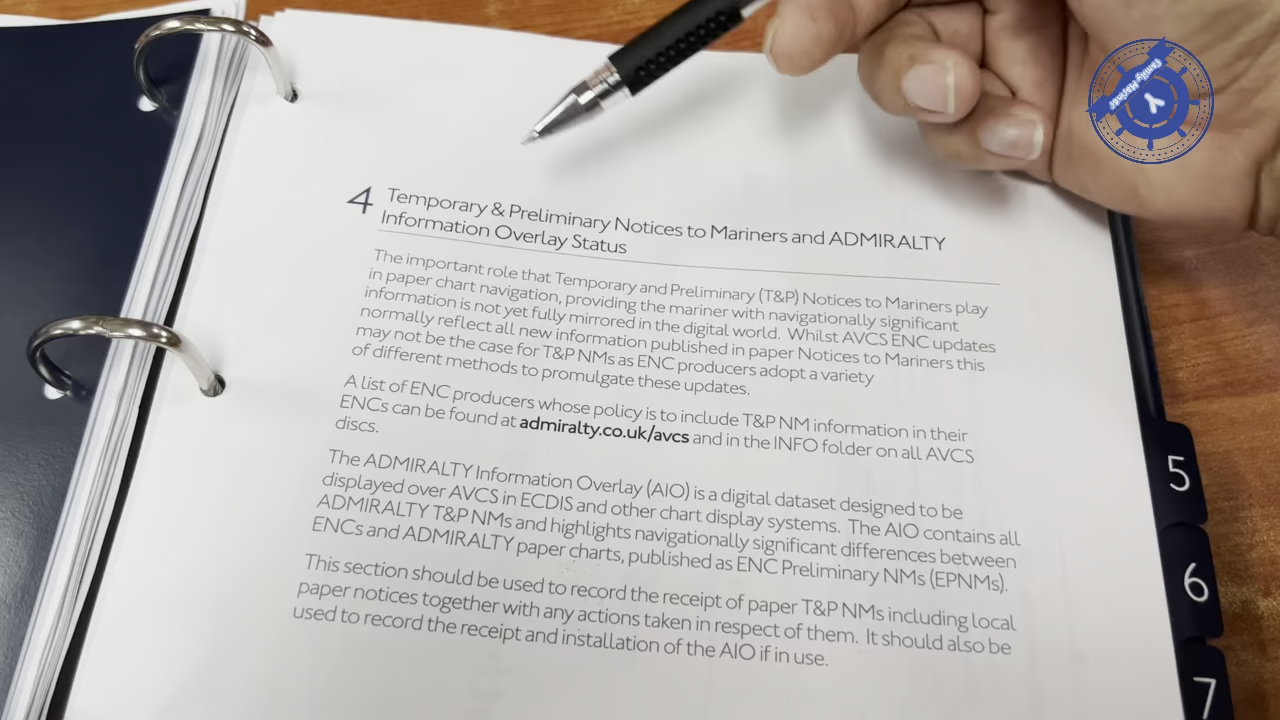 4 Temporary & Preliminary Notices to Mariners and ADMIRALTY
Information Overlay Status
The important role that Temporary and Preliminary (T&P) Notices to Mariners play
in paper chart navigation, providing the mariner with navigationally significant
information is not yet fully mirrored in the digital world. Whilst AVCS ENC updates
normally reflect all new information published in paper Notices to Mariners this
may not be the case for T&P NMs as ENC producers adopt a variety
of different methods to promulgate these updates.
A list of ENC producers whose policy is to include T&P NM information in their
ENCs can be found at admiralty.co.uk/avcs and in the INFO folder on all AVCS
discs.
The ADMIRALTY Information Overlay (AIO) is a digital dataset designed to be
displayed over AVCS in ECDIS and other chart display systems. The AIO contains all
ADMIRALTY T&P NMs and highlights navigationally significant differences between
ENCs and ADMIRALTY paper charts, published as ENC Preliminary NMs (EPNMs).
This section should be used to record the receipt of paper T&P NMs including local
paper notices together with any actions taken in respect of them. It should also be
used to record the receipt and installation of the AIO if in use.
5
6
7
Family Mariner
Y